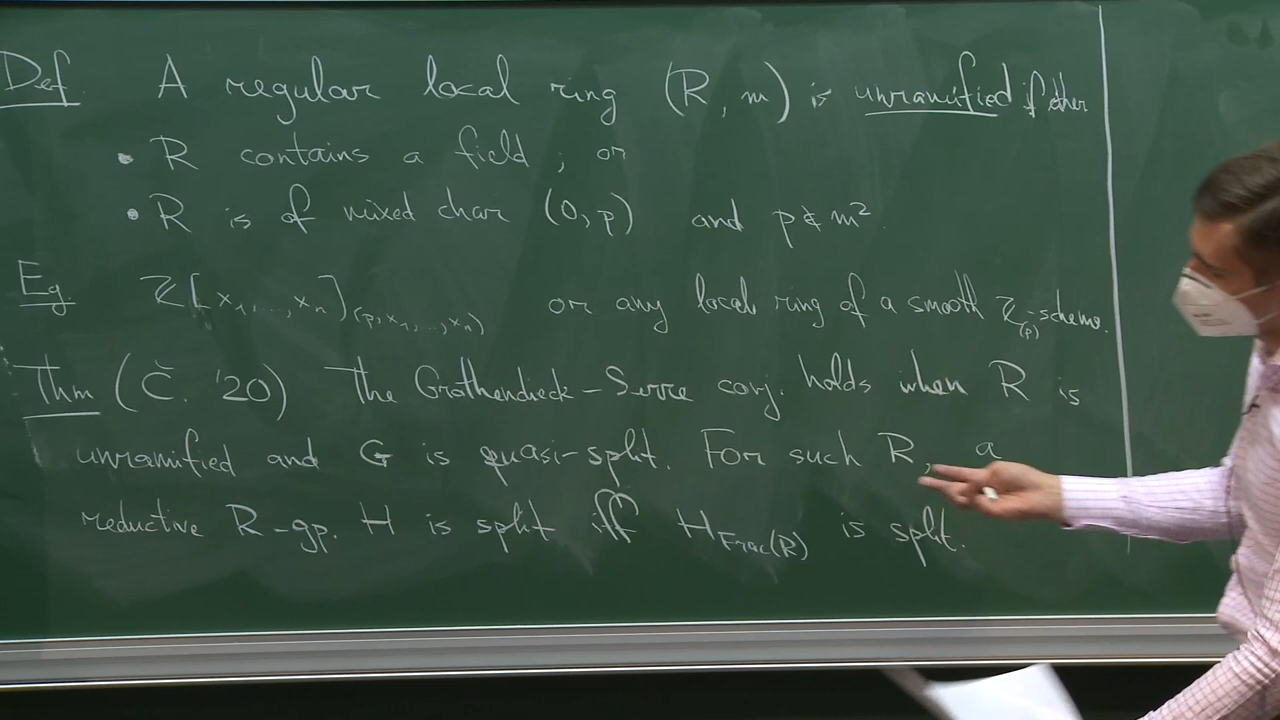 Def. A regular local ring (R, m) is unramified if either
• R contains a field; or
• R is of mixed char (0, p) and p ∉ m².
Eg ℤ[x₁, ..., xₙ]₍ₚ, ₓ₁, ..., ₓₙ₎ or any local ring of a smooth ℤ₍ₚ₎-scheme.
Thm (Č. '20) The Grothendieck–Serre conj. holds when R is
unramified and G is quasi-split. For such R, a
reductive R-gp. H is split iff H_Frac(R) is split.